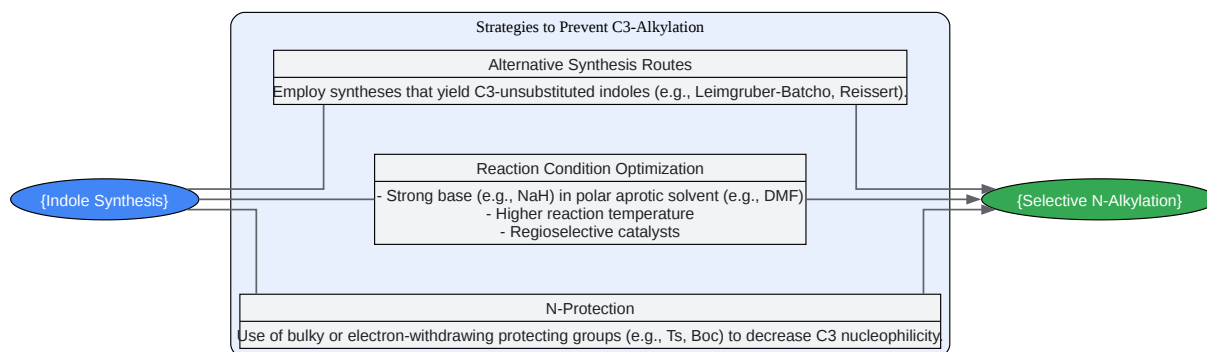 Strategies to Prevent C3-Alkylation
Alternative Synthesis Routes
Employ syntheses that yield C3-unsubstituted indoles (e.g., Leimgruber-Batcho, Reissert).
{Indole Synthesis}
Reaction Condition Optimization
- Strong base (e.g., NaH) in polar aprotic solvent (e.g., DMF)
- Higher reaction temperature
- Regioselective catalysts
{Selective N-Alkylation}
N-Protection
Use of bulky or electron-withdrawing protecting groups (e.g., Ts, Boc) to decrease C3 nucleophilicity.